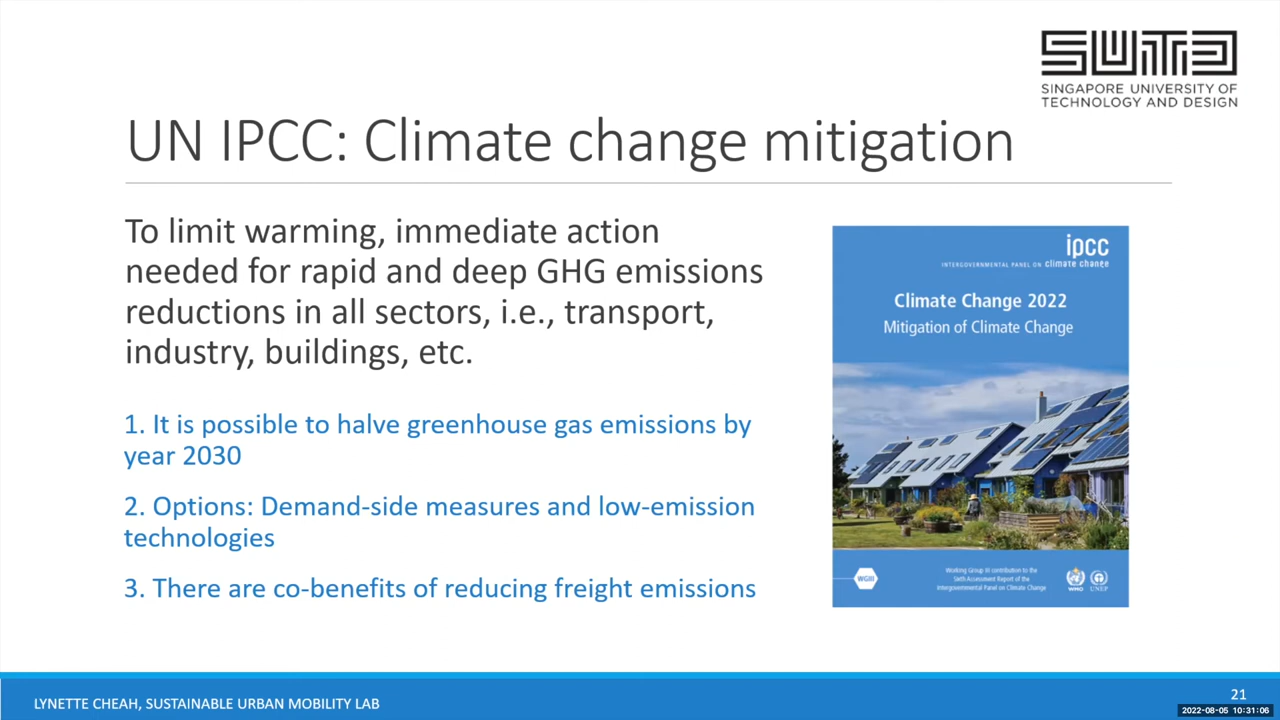 SUTD
SINGAPORE UNIVERSITY OF
TECHNOLOGY AND DESIGN
UN IPCC: Climate change mitigation
To limit warming, immediate action
needed for rapid and deep GHG emissions
reductions in all sectors, i.e., transport,
industry, buildings, etc.
1. It is possible to halve greenhouse gas emissions by
year 2030
2. Options: Demand-side measures and low-emission
technologies
3. There are co-benefits of reducing freight emissions
ipcc
INTERGOVERNMENTAL PANEL ON climate change
Climate Change 2022
Mitigation of Climate Change
WGIII
Working Group III contribution to the
Sixth Assessment Report of the
Intergovernmental Panel on Climate Change
WMO UNEP
LYNETTE CHEAH, SUSTAINABLE URBAN MOBILITY LAB
21
2022-08-05 10:31:06